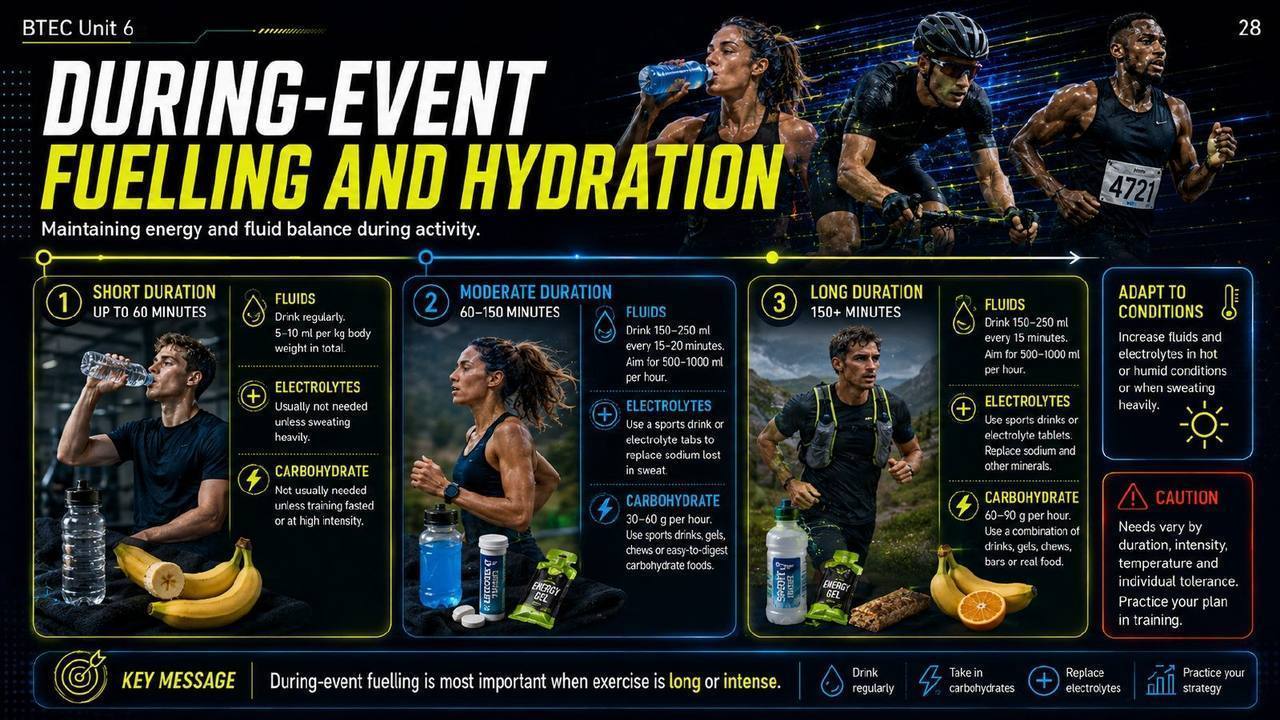 BTEC Unit 6
28
DURING-EVENT
FUELLING AND HYDRATION
Maintaining energy and fluid balance during activity.
4721
1
SHORT DURATION
UP TO 60 MINUTES
FLUIDS
Drink regularly.
5–10 ml per kg body
weight in total.
ELECTROLYTES
Usually not needed
unless sweating
heavily.
CARBOHYDRATE
Not usually needed
unless training fasted
or at high intensity.
2
MODERATE DURATION
60–150 MINUTES
FLUIDS
Drink 150–250 ml
every 15–20 minutes.
Aim for 500–1000 ml
per hour.
ELECTROLYTES
Use a sports drink or
electrolyte tabs to
replace sodium lost
in sweat.
CARBOHYDRATE
30–60 g per hour.
Use sports drinks, gels,
chews or easy-to-digest
carbohydrate foods.
ENERGY
GEL
3
LONG DURATION
150+ MINUTES
FLUIDS
Drink 150–250 ml
every 15 minutes.
Aim for 500–1000 ml
per hour.
ELECTROLYTES
Use sports drinks or
electrolyte tablets.
Replace sodium and
other minerals.
CARBOHYDRATE
60–90 g per hour.
Use a combination of
drinks, gels, chews,
bars or real food.
ENERGY
GEL
ADAPT TO
CONDITIONS
Increase fluids and
electrolytes in hot
or humid conditions
or when sweating
heavily.
CAUTION
Needs vary by
duration, intensity,
temperature and
individual tolerance.
Practice your plan
in training.
KEY MESSAGE
During-event fuelling is most important when exercise is long or intense.
Drink
regularly
Take in
carbohydrates
Replace
electrolytes
Practice your
strategy